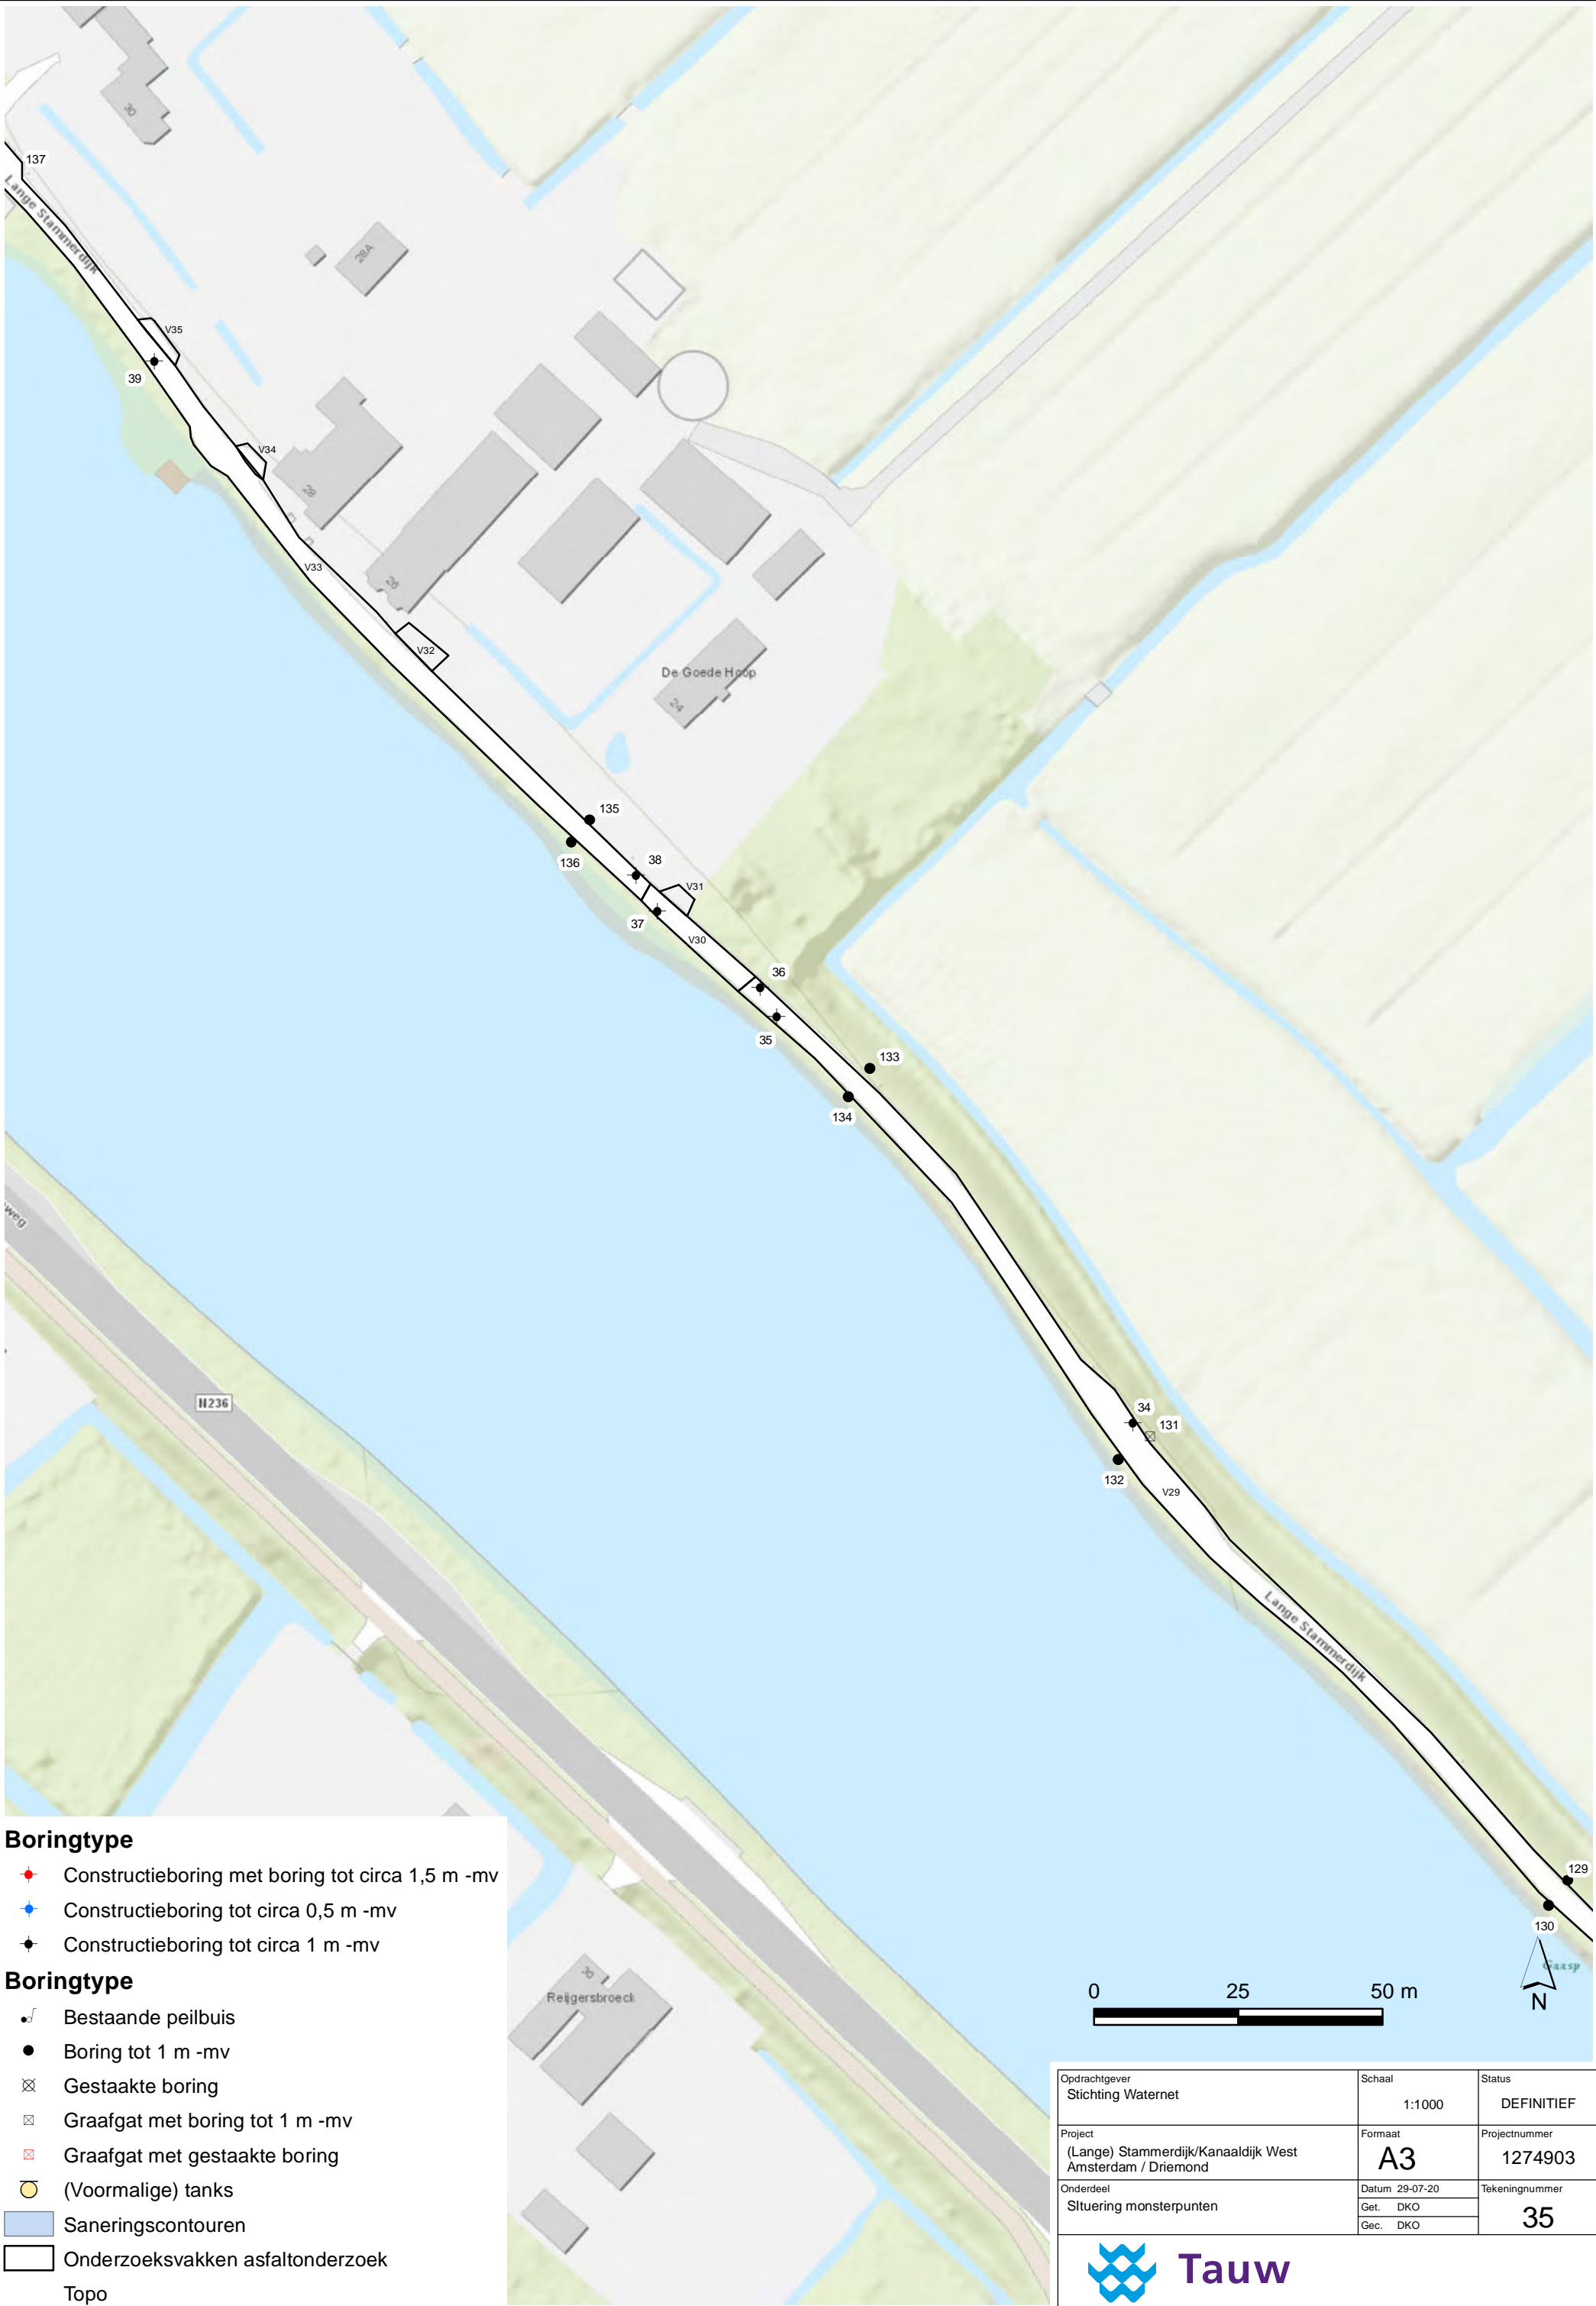 30
137
Lange Stammerdijk
28A
V35
39
V34
28
V33
26
V32
De Goede Hoop
24
135
136
38
V31
37
V30
36
35
133
134
weg
N236
34
131
132
V29
Lange Stammerdijk
129
130
Gaasp
N
0 25 50 m
30
Reijgersbroeck
Boringtype
Constructieboring met boring tot circa 1,5 m -mv
Constructieboring tot circa 0,5 m -mv
Constructieboring tot circa 1 m -mv
Boringtype
Bestaande peilbuis
Boring tot 1 m -mv
Gestaakte boring
Graafgat met boring tot 1 m -mv
Graafgat met gestaakte boring
(Voormalige) tanks
Saneringscontouren
Onderzoeksvakken asfaltonderzoek
Topo
Opdrachtgever
Stichting Waternet
Schaal
1:1000
Status
DEFINITIEF
Project
(Lange) Stammerdijk/Kanaaldijk West
Amsterdam / Driemond
Formaat
A3
Projectnummer
1274903
Onderdeel
SItuering monsterpunten
Datum 29-07-20
Get. DKO
Gec. DKO
Tekeningnummer
35
Tauw